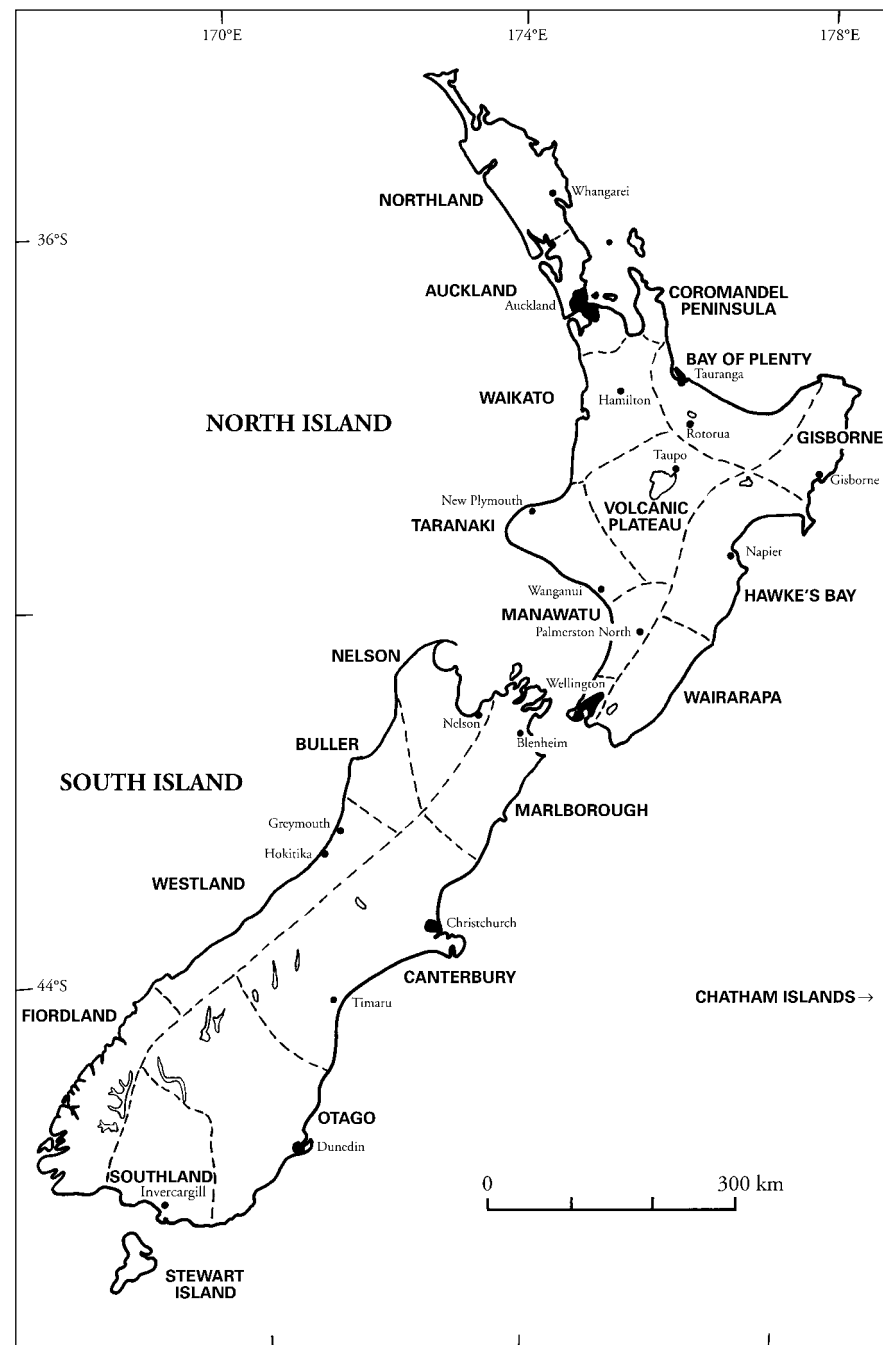 170°E
174°E
178°E
Whangarei
NORTHLAND
36°S
AUCKLAND
Auckland
COROMANDEL
PENINSULA
BAY OF PLENTY
Tauranga
WAIKATO
Hamilton
NORTH ISLAND
Rotorua
GISBORNE
Taupo
Gisborne
New Plymouth
VOLCANIC
PLATEAU
TARANAKI
Napier
Wanganui
HAWKE'S BAY
MANAWATU
Palmerston North
NELSON
Wellington
WAIRARAPA
Nelson
BULLER
Blenheim
SOUTH ISLAND
MARLBOROUGH
Greymouth
Hokitika
WESTLAND
Christchurch
CANTERBURY
44°S
Timaru
CHATHAM ISLANDS→
FIORDLAND
OTAGO
Dunedin
SOUTHLAND
Invercargill
0
300 km
STEWART
ISLAND